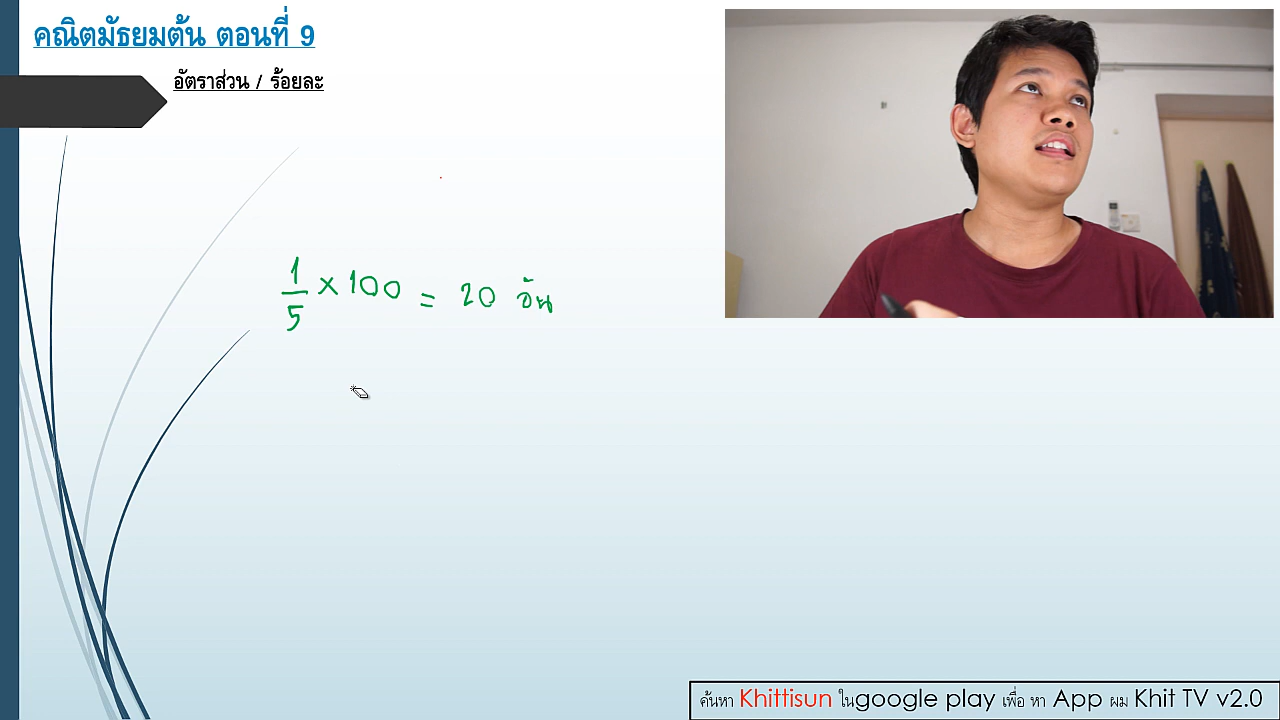 คณิตมัธยมต้น ตอนที่ 9
อัตราส่วน / ร้อยละ
1/5 × 100 = 20 อัน
ค้นหา Khittisun ในgoogle play เพื่อ หา App ผม Khit TV v2.0